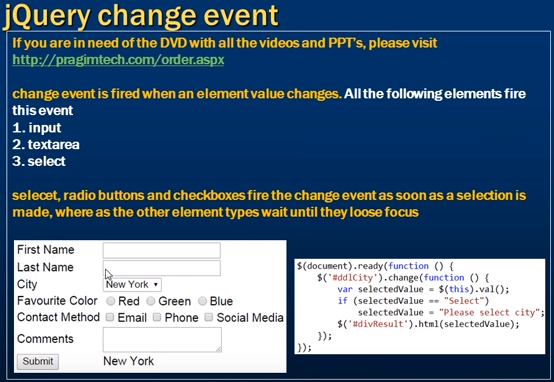 jQuery change event
If you are in need of the DVD with all the videos and PPT's, please visit
http://pragimtech.com/order.aspx
change event is fired when an element value changes. All the following elements fire
this event
1. input
2. textarea
3. select
selecet, radio buttons and checkboxes fire the change event as soon as a selection is
made, where as the other element types wait until they loose focus
First Name
Last Name
City New York
Favourite Color Red Green Blue
Contact Method Email Phone Social Media
Comments
Submit New York
$(document).ready(function () {
$('#ddlCity').change(function () {
var selectedValue = $(this).val();
if (selectedValue == "Select")
selectedValue = "Please select city";
$('#divResult').html(selectedValue);
});
});